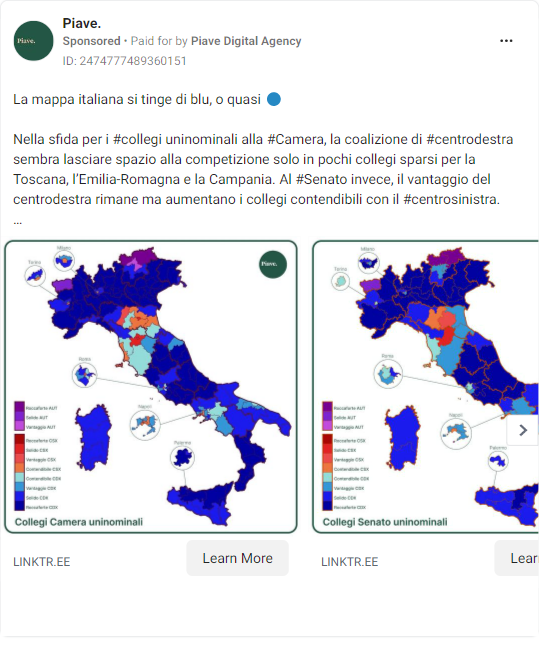 Piave.
Piave.
Sponsored • Paid for by Piave Digital Agency
ID: 2474777489360151
La mappa italiana si tinge di blu, o quasi
Nella sfida per i #collegi uninominali alla #Camera, la coalizione di #centrodestra
sembra lasciare spazio alla competizione solo in pochi collegi sparsi per la
Toscana, l'Emilia-Romagna e la Campania. Al #Senato invece, il vantaggio del
centrodestra rimane ma aumentano i collegi contendibili con il #centrosinistra.
...
Milano
Torino
Piave.
Roma
Napoli
Palermo
Roccaforte AUT
Solido AUT
Vantaggio AUT
Roccaforte CSX
Solido CSX
Vantaggio CSX
Contendibile CSX
Contendibile CDX
Vantaggio CDX
Solido CDX
Roccaforte CDX
Collegi Camera uninominali
LINKTR.EE
Learn More
Milano
Torino
Roma
Napoli
Palermo
Roccaforte AUT
Solido AUT
Vantaggio AUT
Roccaforte CSX
Solido CSX
Vantaggio CSX
Contendibile CSX
Contendibile CDX
Vantaggio CDX
Solido CDX
Roccaforte CDX
Collegi Senato uninominali
LINKTR.EE
Lear